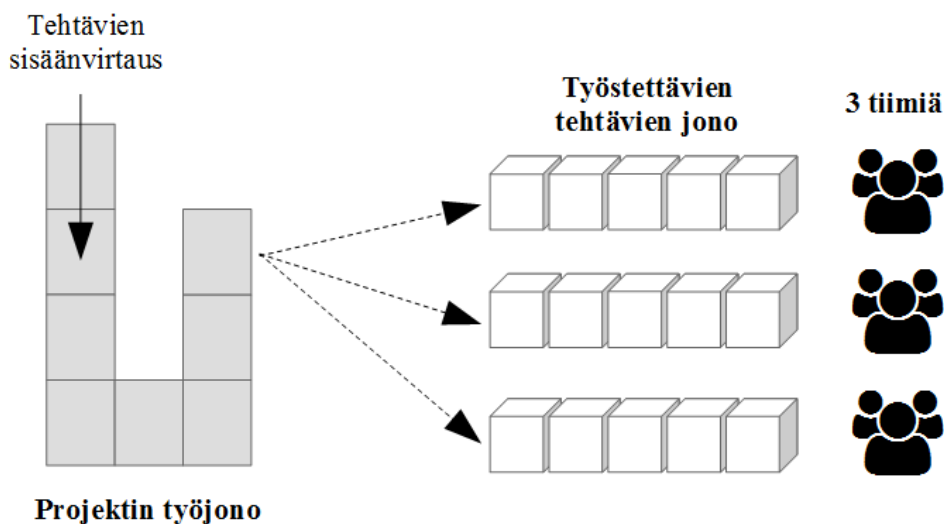 Tehtävien
sisäänvirtaus
Työstettävien
tehtävien jono
3 tiimiä
Projektin työjono